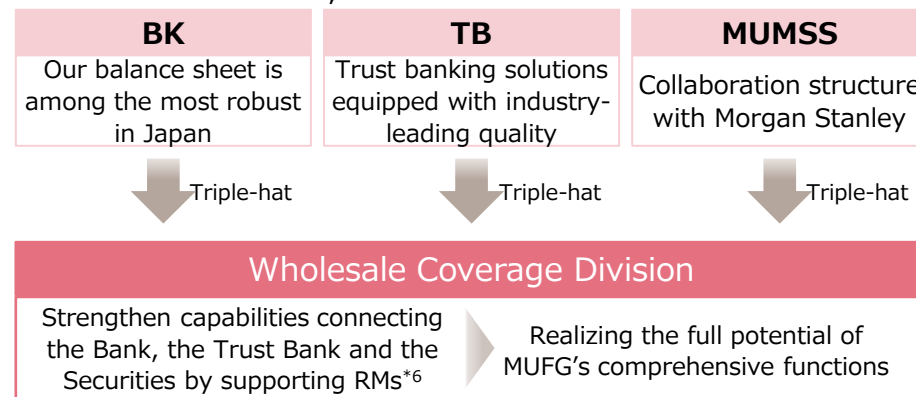 BK
Our balance sheet is
among the most robust
in Japan
TB
Trust banking solutions
equipped with industry-
leading quality
MUMSS
Collaboration structure
with Morgan Stanley
Triple-hat
Triple-hat
Triple-hat
Wholesale Coverage Division
Strengthen capabilities connecting
the Bank, the Trust Bank and the
Securities by supporting RMs*6
Realizing the full potential of
MUFG's comprehensive functions